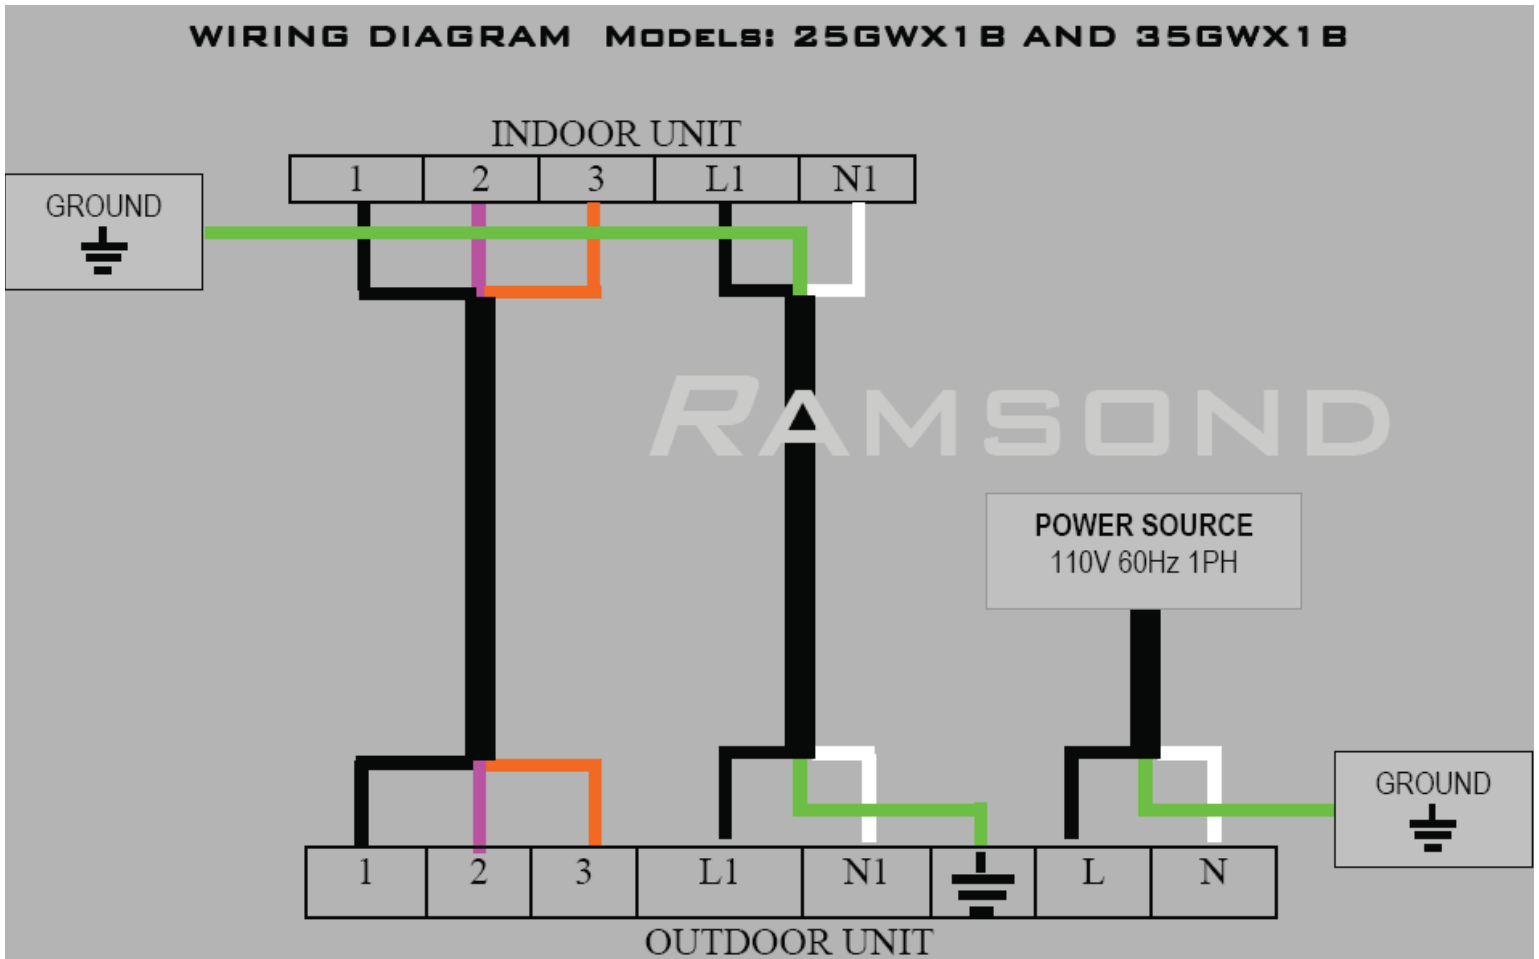 WIRING DIAGRAM MODELS: 25GWX1B AND 35GWX1B
INDOOR UNIT
1 2 3 L1 N1
GROUND
RAMSOND
POWER SOURCE
110V 60Hz 1PH
GROUND
1 2 3 L1 N1 L N
OUTDOOR UNIT